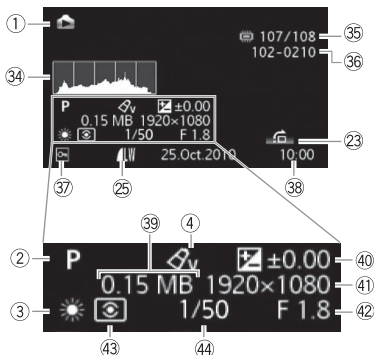 ① 107/108 ㉟
102-0210 ㊱
㉞
P V ±0.00
0.15 MB 1920×1080
1/50 F 1.8
㉓
LW 25.Oct.2010 10:00
㊲ ㉕ ㊳
㊴ ④
② P V ±0.00 ㊵
0.15 MB 1920×1080 ㊶
③ 1/50 F 1.8 ㊷
㊸ ㊹